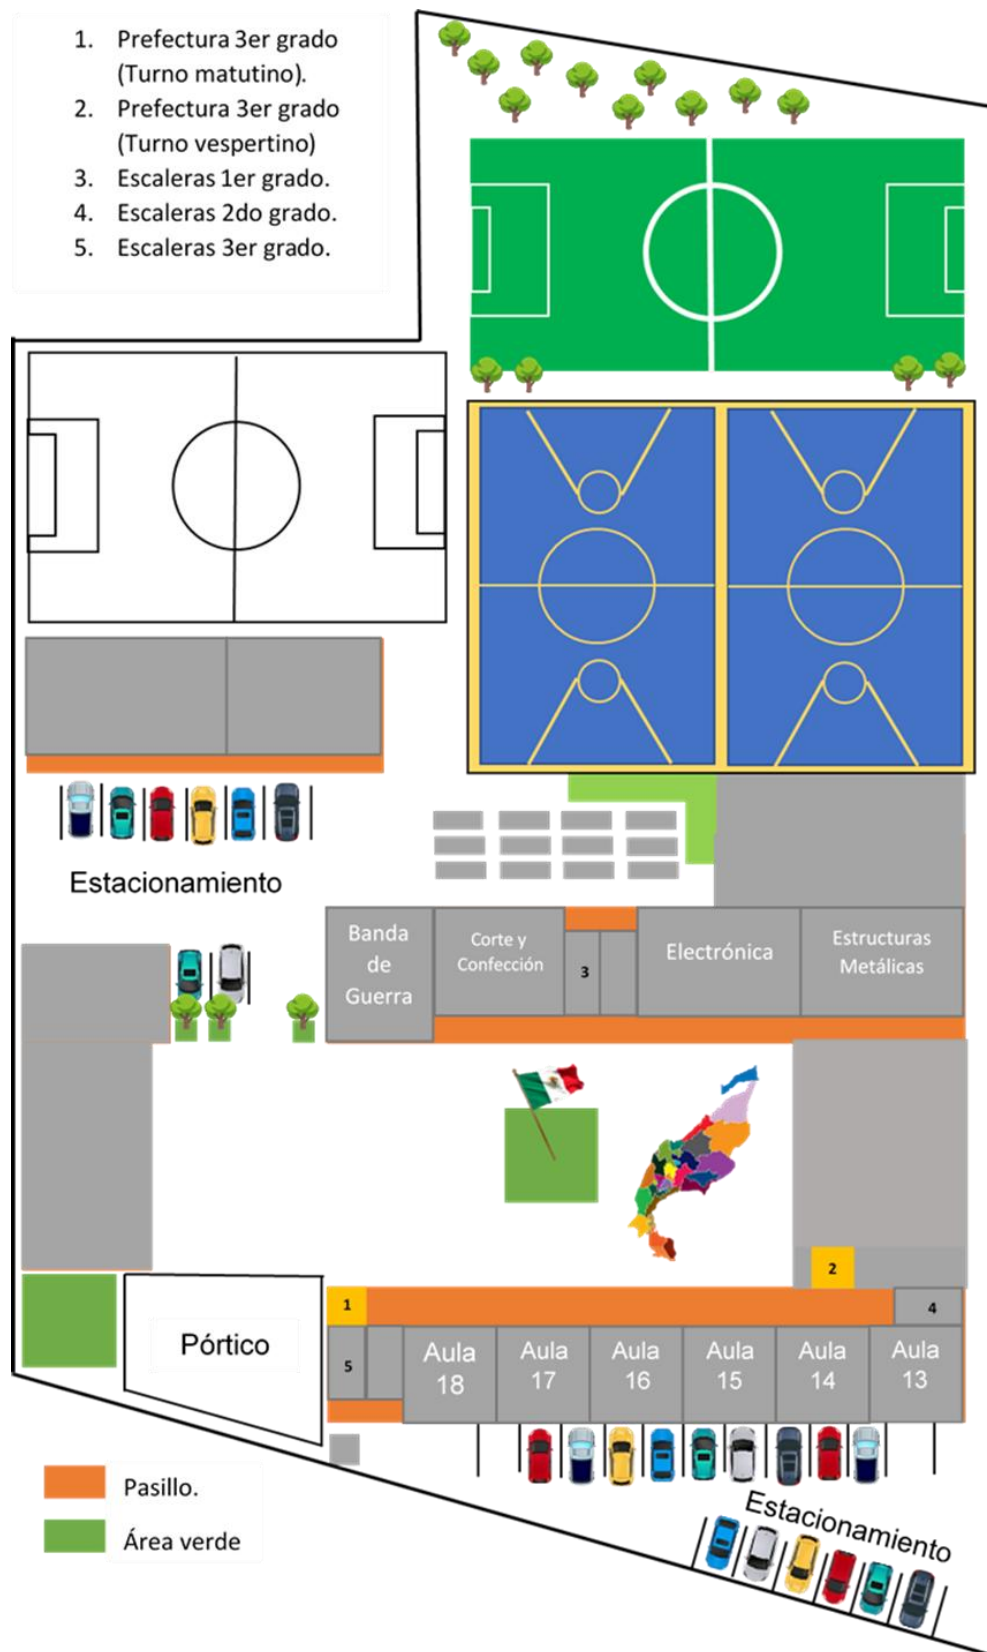 1. Prefectura 3er grado
(Turno matutino).
2. Prefectura 3er grado
(Turno vespertino)
3. Escaleras 1er grado.
4. Escaleras 2do grado.
5. Escaleras 3er grado.
Estacionamiento
Banda
de
Guerra
Corte y
Confección
3
Electrónica
Estructuras
Metálicas
2
1
4
Pórtico
5
Aula
18
Aula
17
Aula
16
Aula
15
Aula
14
Aula
13
Estacionamiento
Pasillo.
Área verde